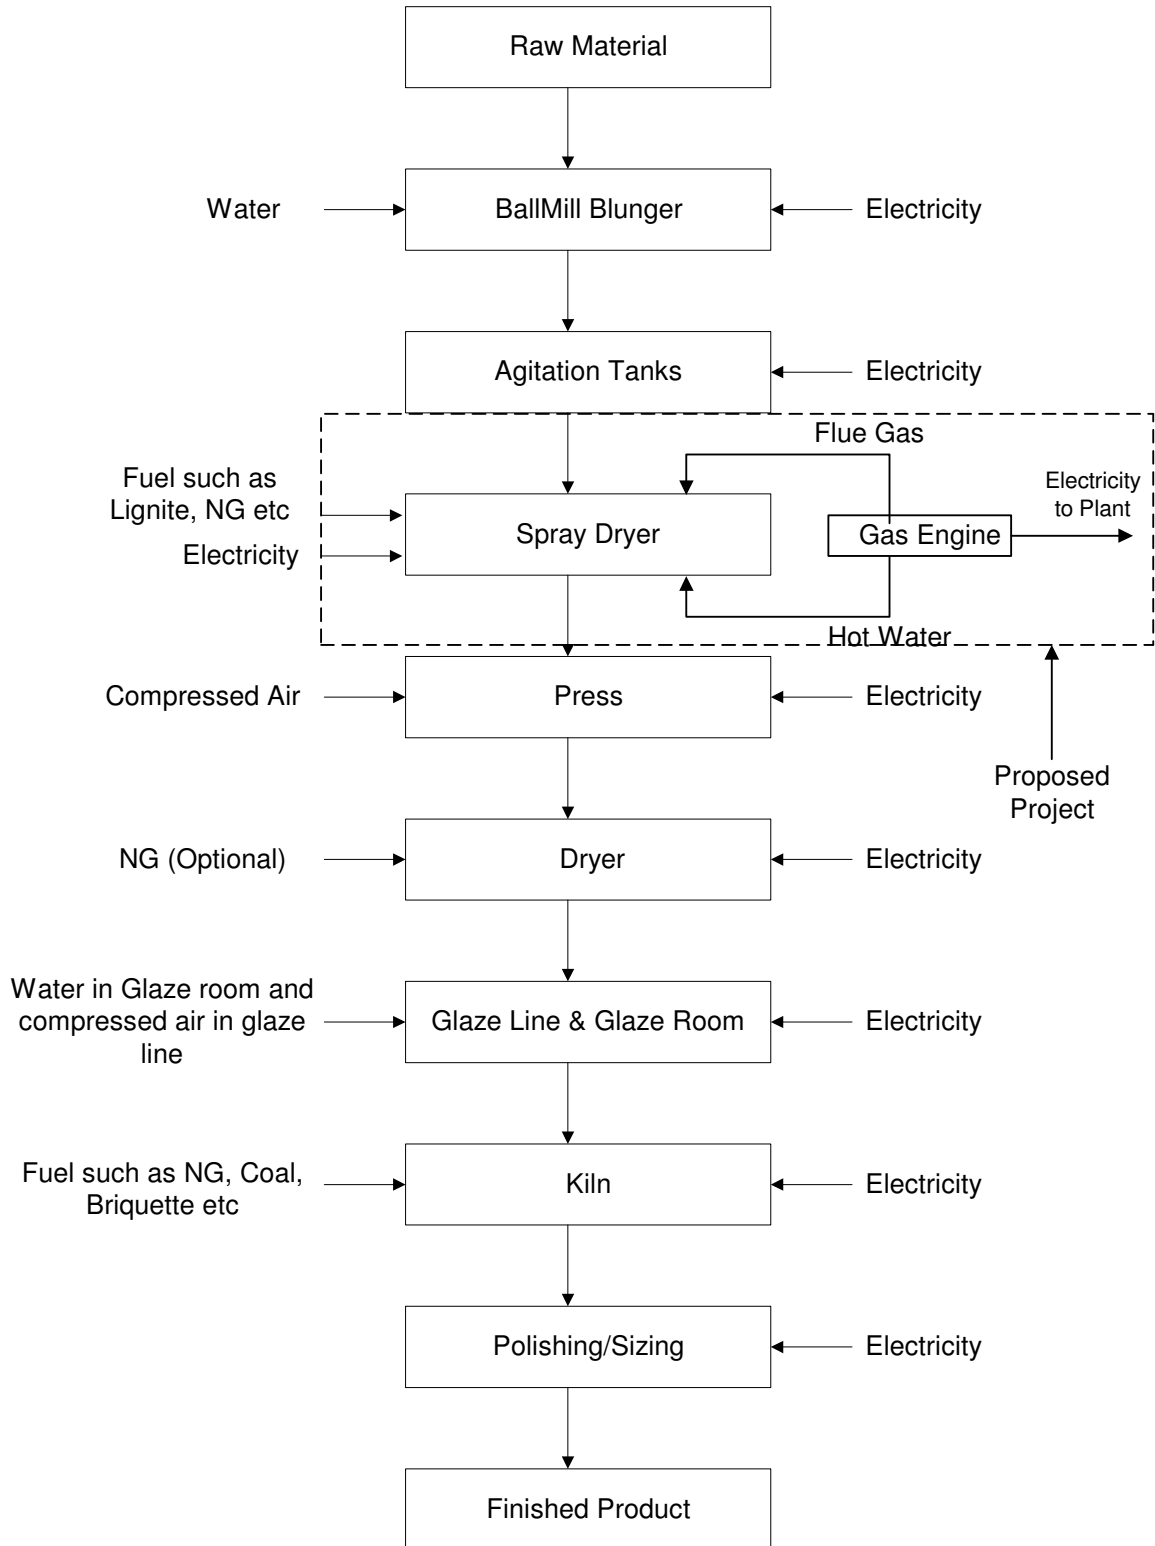 Raw Material
Water
BallMill Blunger
Electricity
Agitation Tanks
Electricity
Flue Gas
Fuel such as
Lignite, NG etc
Electricity
Spray Dryer
Gas Engine
Electricity
to Plant
Hot Water
Compressed Air
Press
Electricity
Proposed
Project
NG (Optional)
Dryer
Electricity
Water in Glaze room and
compressed air in glaze
line
Glaze Line & Glaze Room
Electricity
Fuel such as NG, Coal,
Briquette etc
Kiln
Electricity
Polishing/Sizing
Electricity
Finished Product